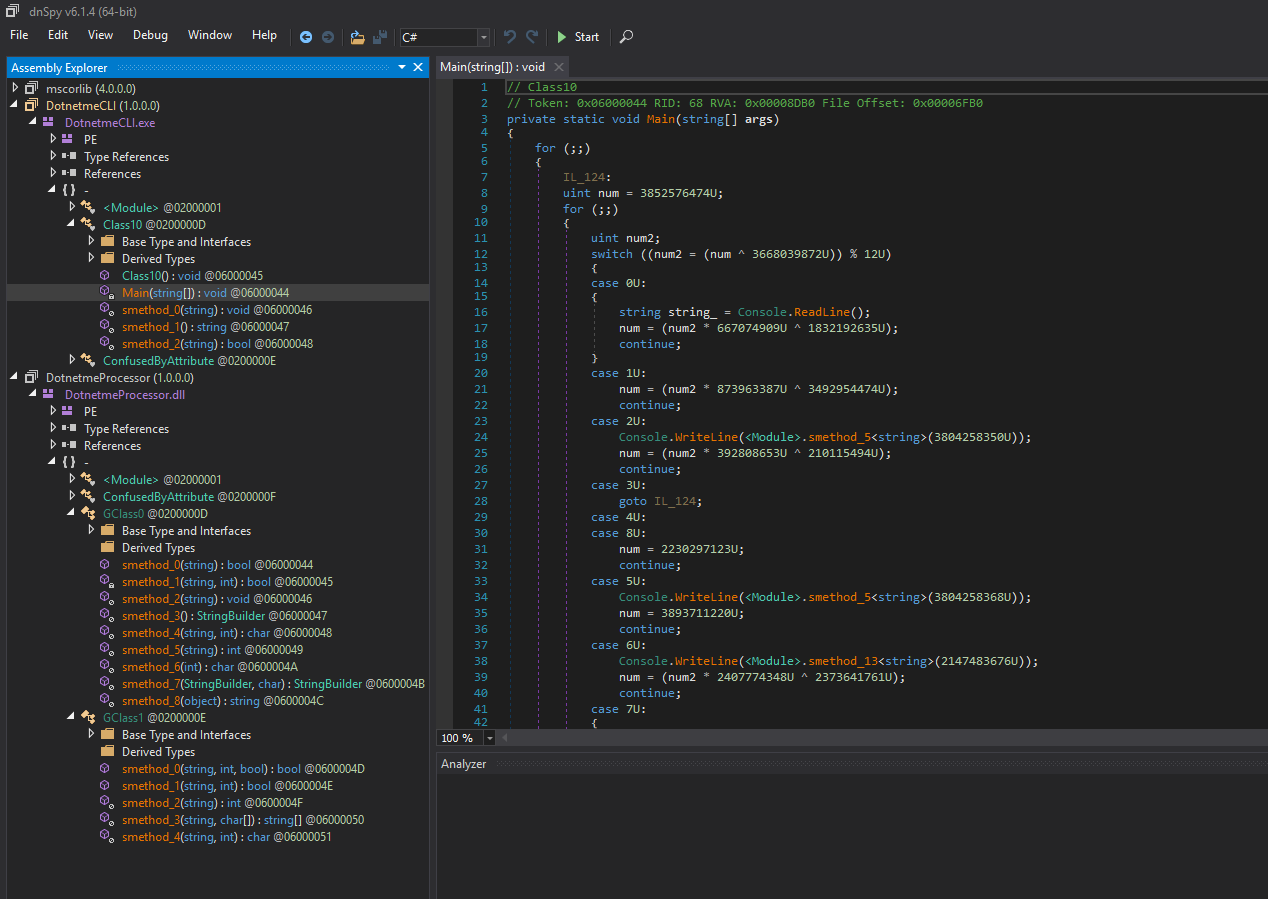 dnSpy v6.1.4 (64-bit)
File Edit View Debug Window Help C# Start
Assembly Explorer
mscorlib (4.0.0.0)
DotnetmeCLI (1.0.0.0)
DotnetmeCLI.exe
PE
Type References
References
{ } -
<Module> @02000001
Class10 @0200000D
Base Type and Interfaces
Derived Types
Class10() : void @06000045
Main(string[]) : void @06000044
smethod_0(string) : void @06000046
smethod_1() : string @06000047
smethod_2(string) : bool @06000048
ConfusedByAttribute @0200000E
DotnetmeProcessor (1.0.0.0)
DotnetmeProcessor.dll
PE
Type References
References
{ } -
<Module> @02000001
ConfusedByAttribute @0200000F
GClass0 @0200000D
Base Type and Interfaces
Derived Types
smethod_0(string) : bool @06000044
smethod_1(string, int) : bool @06000045
smethod_2(string) : void @06000046
smethod_3() : StringBuilder @06000047
smethod_4(string, int) : char @06000048
smethod_5(string) : int @06000049
smethod_6(int) : char @0600004A
smethod_7(StringBuilder, char) : StringBuilder @0600004B
smethod_8(object) : string @0600004C
GClass1 @0200000E
Base Type and Interfaces
Derived Types
smethod_0(string, int, bool) : bool @0600004D
smethod_1(string, int) : bool @0600004E
smethod_2(string) : int @0600004F
smethod_3(string, char[]) : string[] @06000050
smethod_4(string, int) : char @06000051
Main(string[]) : void
1 // Class10
2 // Token: 0x06000044 RID: 68 RVA: 0x00008DB0 File Offset: 0x00006FB0
3 private static void Main(string[] args)
4 {
5 for (;;)
6 {
7 IL_124:
8 uint num = 3852576474U;
9 for (;;)
10 {
11 uint num2;
12 switch ((num2 = (num ^ 3668039872U)) % 12U)
13 {
14 case 0U:
15 {
16 string string_ = Console.ReadLine();
17 num = (num2 * 667074909U ^ 1832192635U);
18 continue;
19 }
20 case 1U:
21 num = (num2 * 873963387U ^ 3492954474U);
22 continue;
23 case 2U:
24 Console.WriteLine(<Module>.smethod_5<string>(3804258350U));
25 num = (num2 * 392808653U ^ 210115494U);
26 continue;
27 case 3U:
28 goto IL_124;
29 case 4U:
30 case 8U:
31 num = 2230297123U;
32 continue;
33 case 5U:
34 Console.WriteLine(<Module>.smethod_5<string>(3804258368U));
35 num = 3893711220U;
36 continue;
37 case 6U:
38 Console.WriteLine(<Module>.smethod_13<string>(2147483676U));
39 num = (num2 * 2407774348U ^ 2373641761U);
40 continue;
41 case 7U:
42 {
100 %
Analyzer